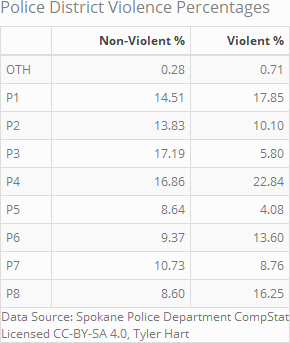 Police District Violence Percentages
Non-Violent % Violent %
OTH 0.28 0.71
P1 14.51 17.85
P2 13.83 10.10
P3 17.19 5.80
P4 16.86 22.84
P5 8.64 4.08
P6 9.37 13.60
P7 10.73 8.76
P8 8.60 16.25
Data Source: Spokane Police Department CompStat
Licensed CC-BY-SA 4.0, Tyler Hart